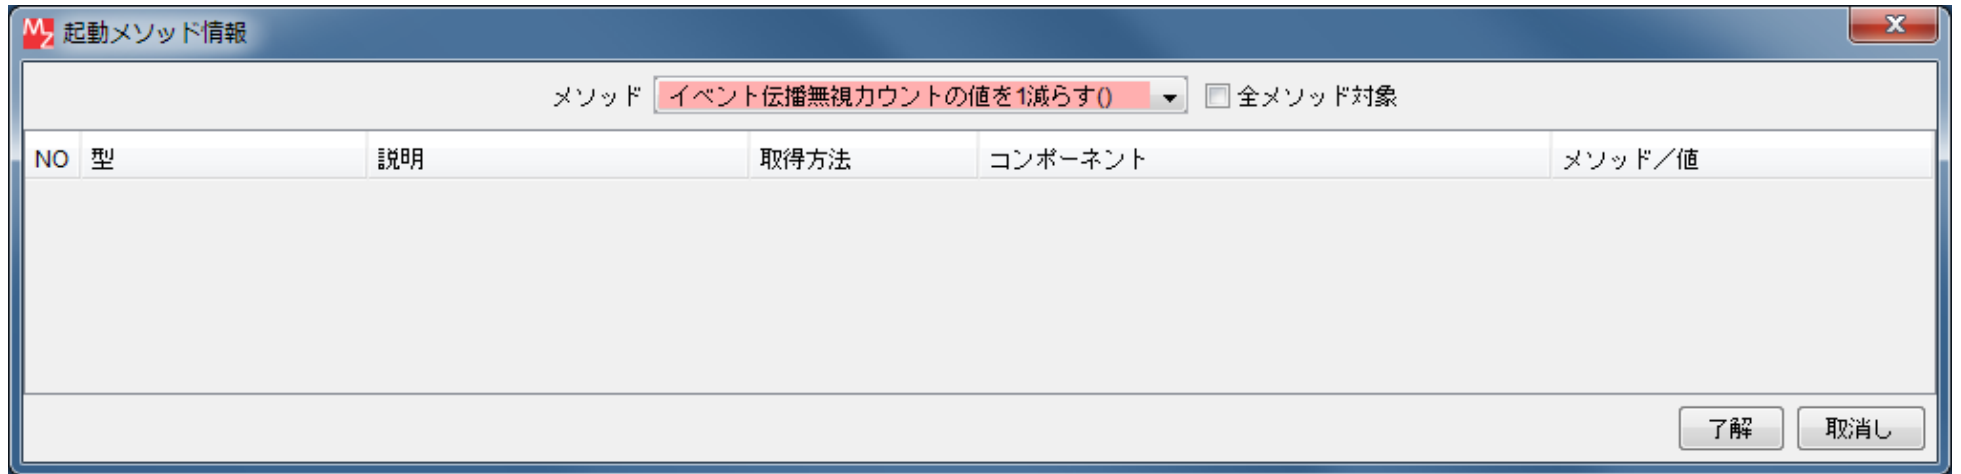 MZ 起動メソッド情報
メソッド イベント伝播無視カウントの値を1減らす() 全メソッド対象
NO 型 説明 取得方法 コンポーネント メソッド／値
了解 取消し